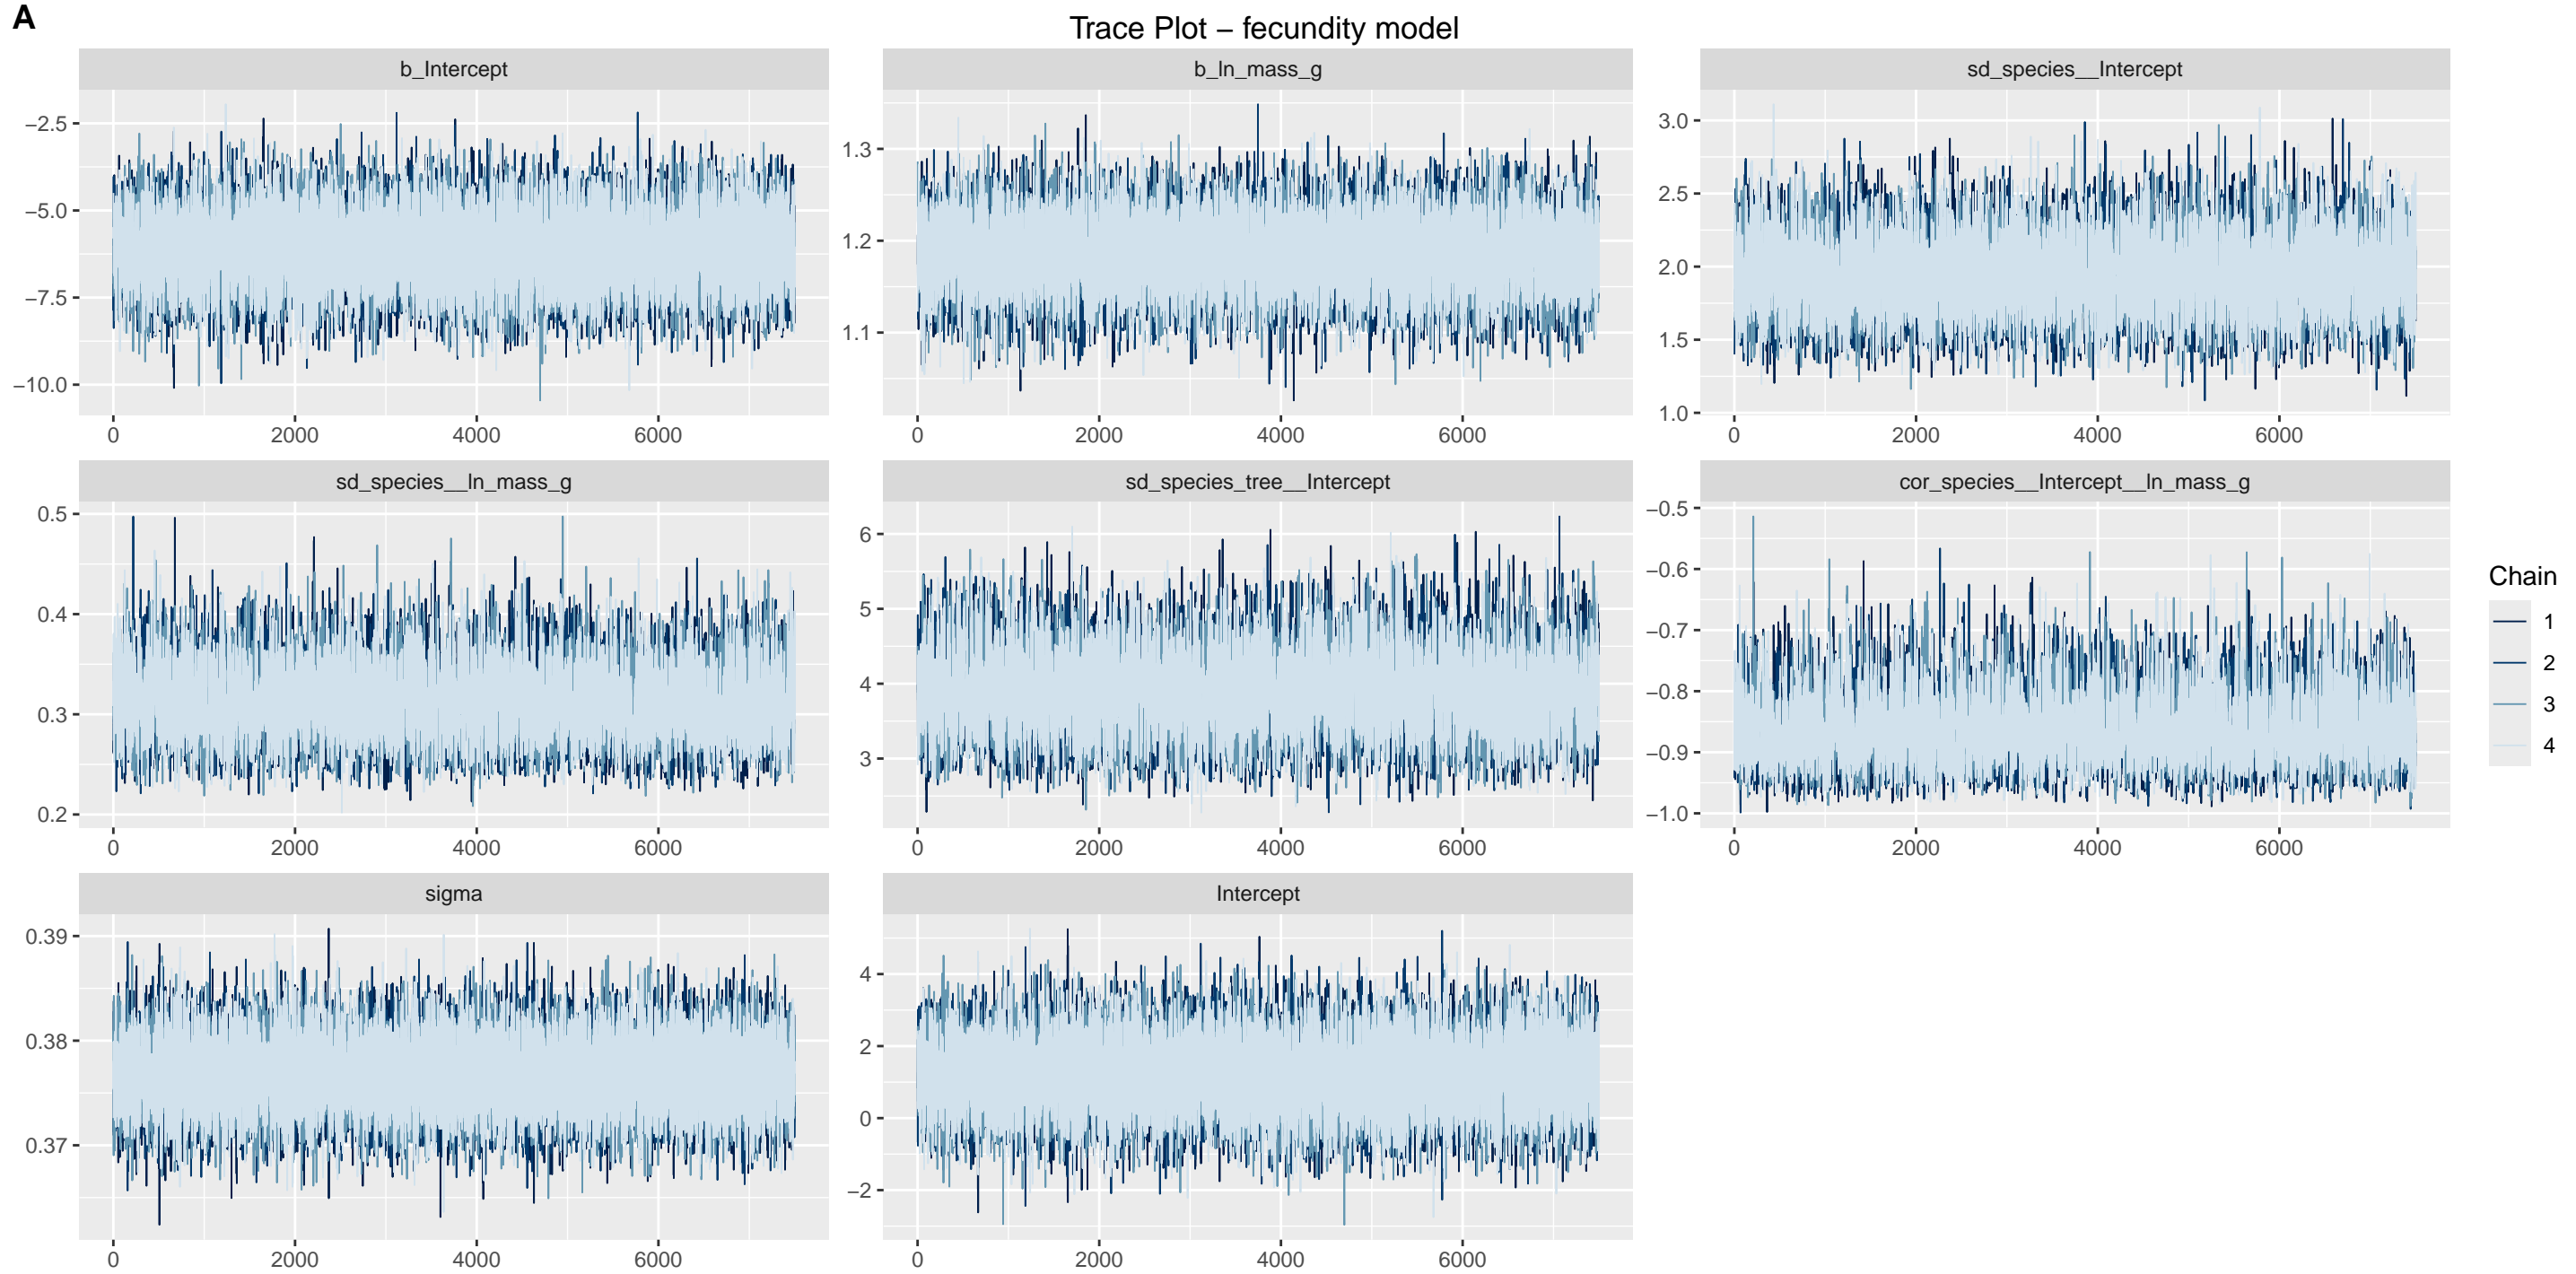 A
Trace Plot – fecundity model
b_Intercept
b_ln_mass_g
sd_species__Intercept
−2.5
−5.0
−7.5
−10.0
0 2000 4000 6000
1.3
1.2
1.1
0 2000 4000 6000
3.0
2.5
2.0
1.5
1.0
0 2000 4000 6000
sd_species__ln_mass_g
sd_species_tree__Intercept
cor_species__Intercept__ln_mass_g
0.5
0.4
0.3
0.2
0 2000 4000 6000
6
5
4
3
0 2000 4000 6000
−0.5
−0.6
−0.7
−0.8
−0.9
−1.0
0 2000 4000 6000
sigma
Intercept
0.39
0.38
0.37
0 2000 4000 6000
4
2
0
−2
0 2000 4000 6000
Chain
1
2
3
4